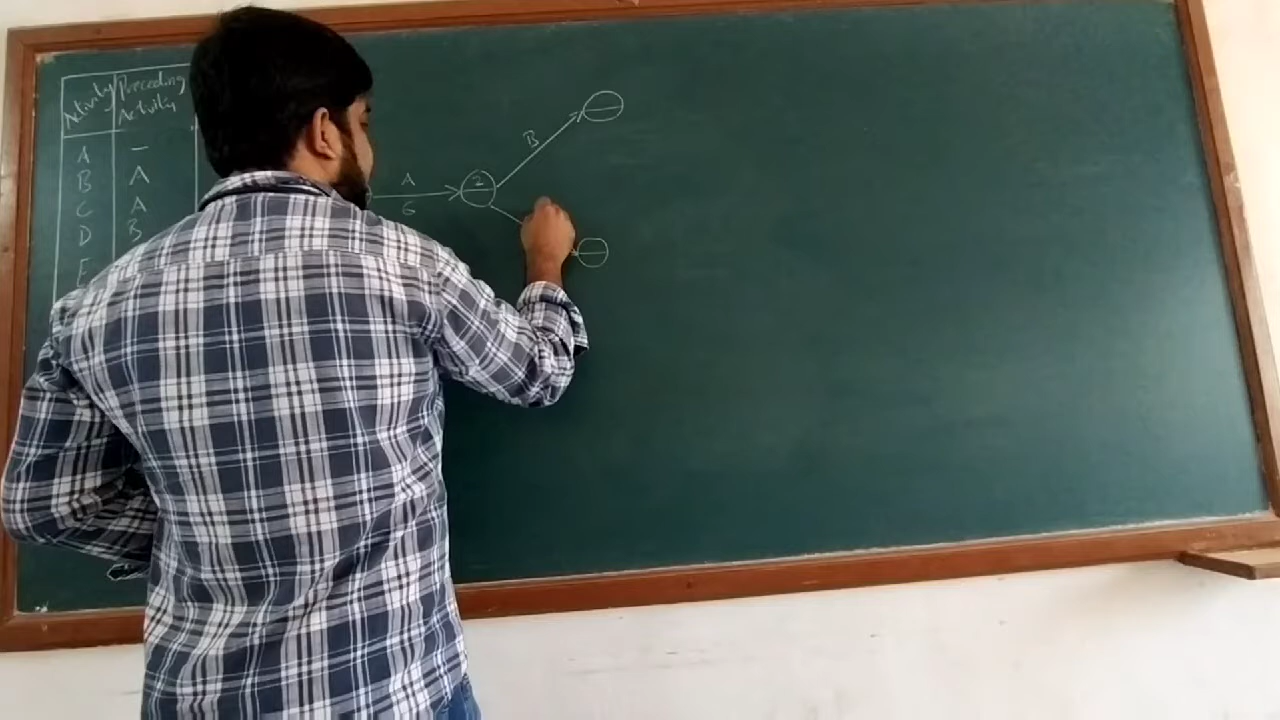 Activity Preceding Activity
A –
B A
C A
D B
E
A
6
2
B